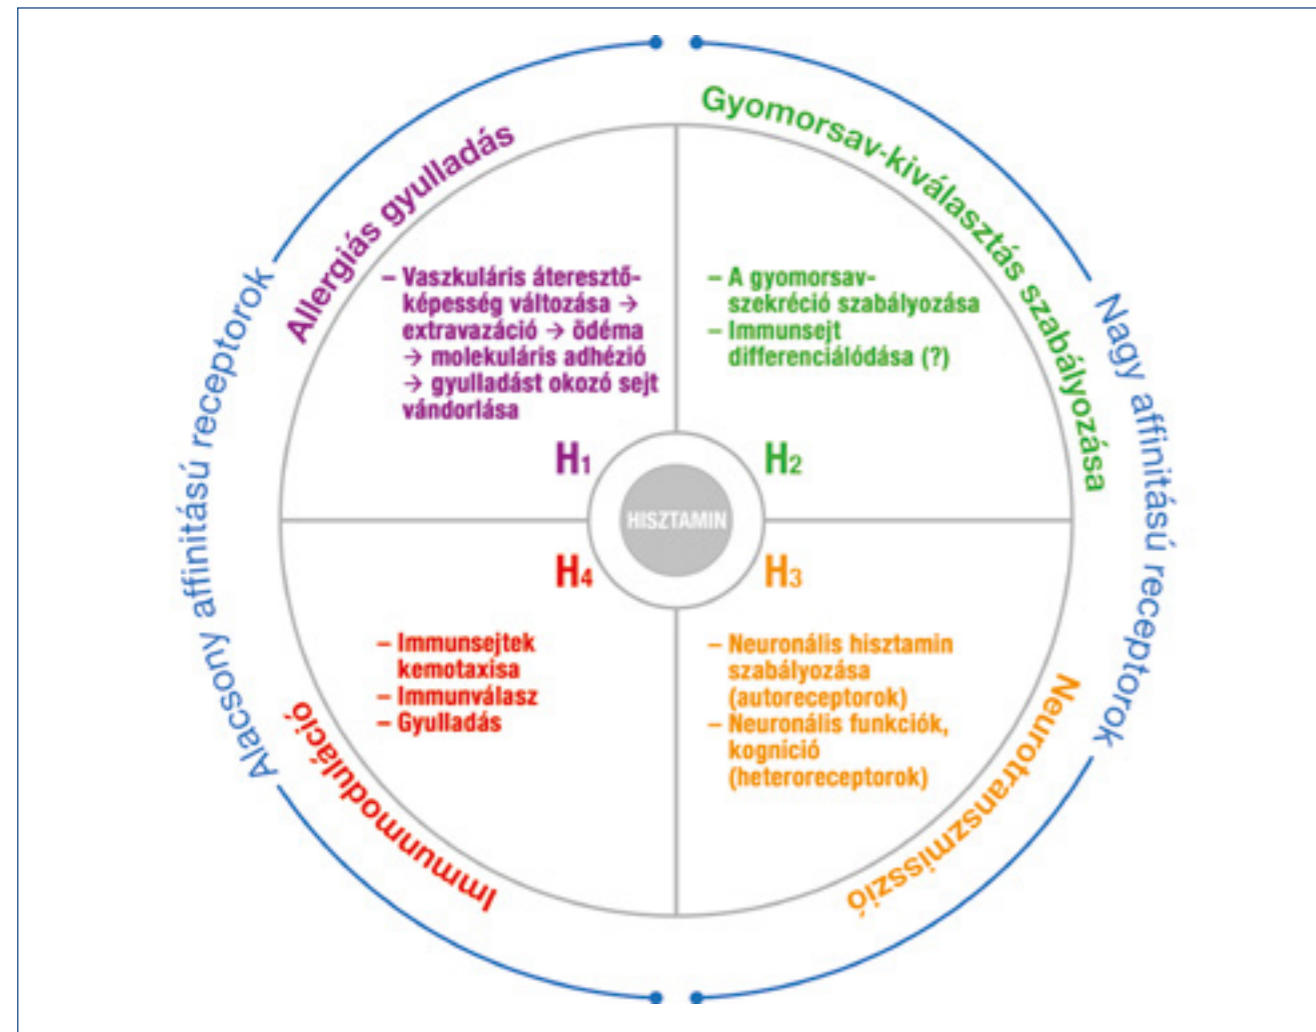 Allergiás gyulladás
Gyomorsav-kiválasztás szabályozása
Alacsony affinitású receptorok
Nagy affinitású receptorok
– Vaszkuláris áteresztő-
képesség változása →
extravazáció → ödéma
→ molekuláris adhézió
→ gyulladást okozó sejt
vándorlása
– A gyomorsav-
szekréció szabályozása
– Immunsejt
differenciálódása (?)
H1
H2
HISZTAMIN
H4
H3
– Immunsejtek
kemotaxisa
– Immunválasz
– Gyulladás
– Neuronális hisztamin
szabályozása
(autoreceptorok)
– Neuronális funkciók,
kogníció
(heteroreceptorok)
Immunmoduláció
Neurotranszmisszió